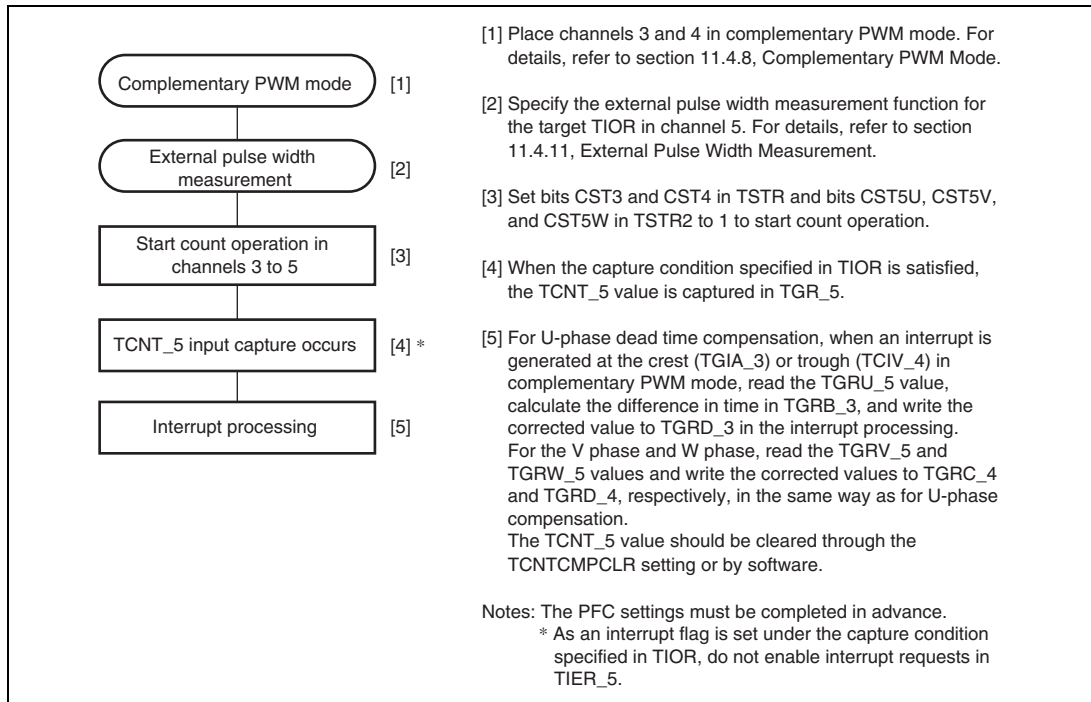 Complementary PWM mode
[1]
External pulse width
measurement
[2]
Start count operation in
channels 3 to 5
[3]
TCNT_5 input capture occurs
[4] *
Interrupt processing
[5]
[1] Place channels 3 and 4 in complementary PWM mode. For
details, refer to section 11.4.8, Complementary PWM Mode.
[2] Specify the external pulse width measurement function for
the target TIOR in channel 5. For details, refer to section
11.4.11, External Pulse Width Measurement.
[3] Set bits CST3 and CST4 in TSTR and bits CST5U, CST5V,
and CST5W in TSTR2 to 1 to start count operation.
[4] When the capture condition specified in TIOR is satisfied,
the TCNT_5 value is captured in TGR_5.
[5] For U-phase dead time compensation, when an interrupt is
generated at the crest (TGIA_3) or trough (TCIV_4) in
complementary PWM mode, read the TGRU_5 value,
calculate the difference in time in TGRB_3, and write the
corrected value to TGRD_3 in the interrupt processing.
For the V phase and W phase, read the TGRV_5 and
TGRW_5 values and write the corrected values to TGRC_4
and TGRD_4, respectively, in the same way as for U-phase
compensation.
The TCNT_5 value should be cleared through the
TCNTCMPCLR setting or by software.
Notes: The PFC settings must be completed in advance.
* As an interrupt flag is set under the capture condition
specified in TIOR, do not enable interrupt requests in
TIER_5.